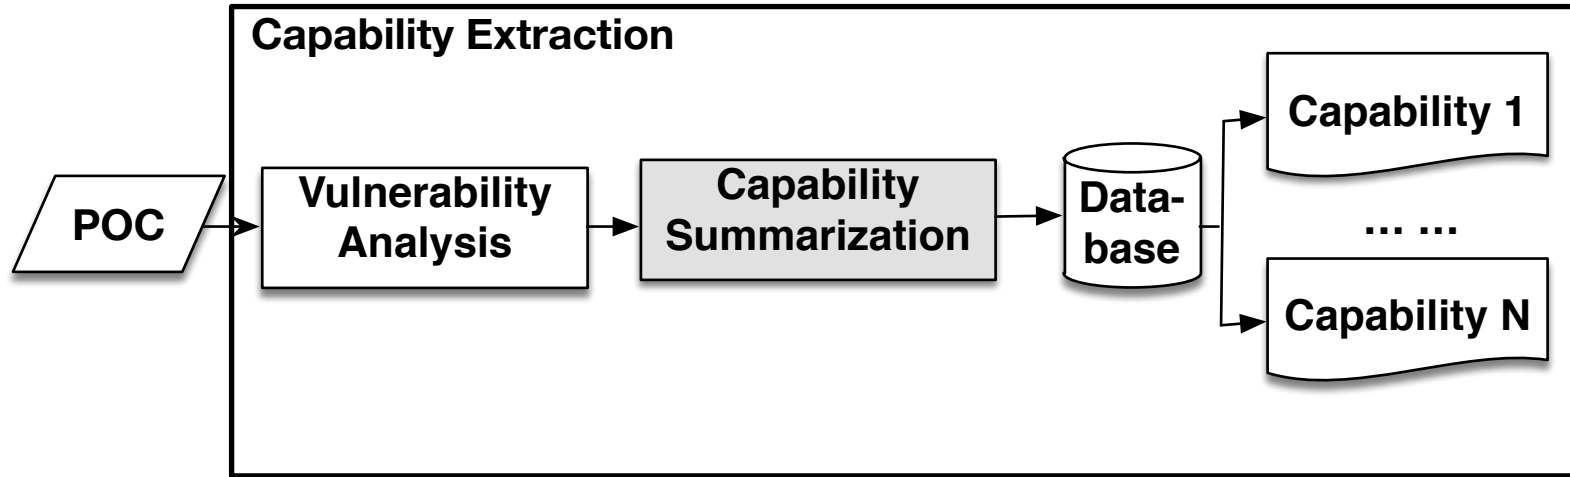 Capability Extraction
POC
Vulnerability
Analysis
Capability
Summarization
Data-
base
Capability 1
... ...
Capability N